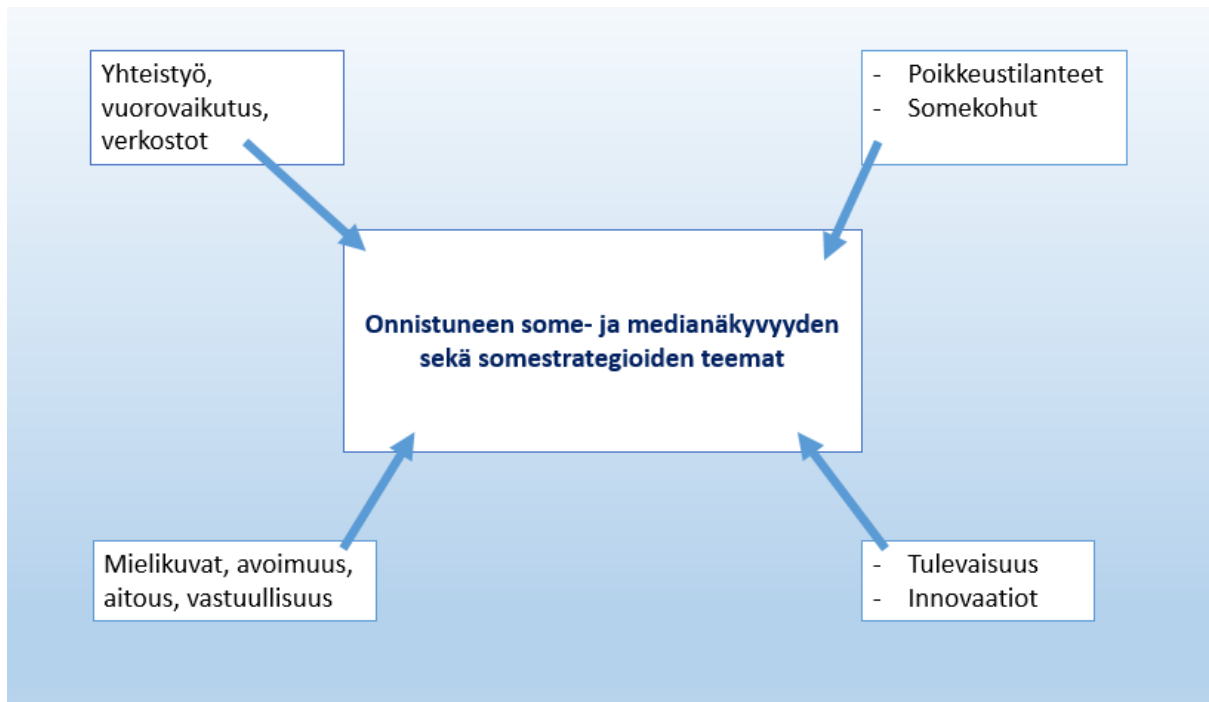 Yhteistyö,
vuorovaikutus,
verkostot
- Poikkeustilanteet
- Somekohut
Onnistuneen some- ja medianäkyvyyden
sekä somestrategioiden teemat
Mielikuvat, avoimuus,
aitous, vastuullisuus
- Tulevaisuus
- Innovaatiot